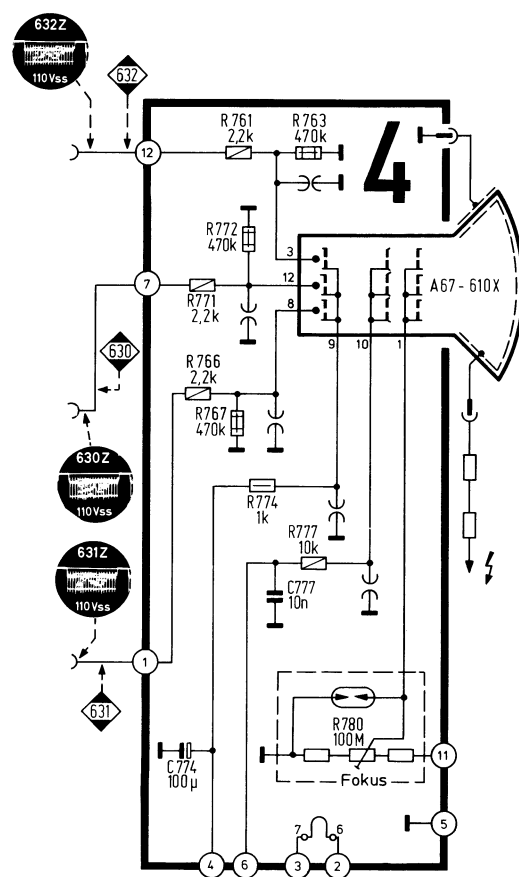 632Z
110Vss
632
12
R761
2,2k
R763
470k
4
R772
470k
3
12
8
A67-610X
7
R771
2,2k
9
10
1
630
R766
2,2k
R767
470k
630Z
110Vss
R774
1k
R777
10k
631Z
110Vss
C777
10n
1
631
R780
100M
11
C774
100µ
Fokus
5
7
6
4
6
3
2